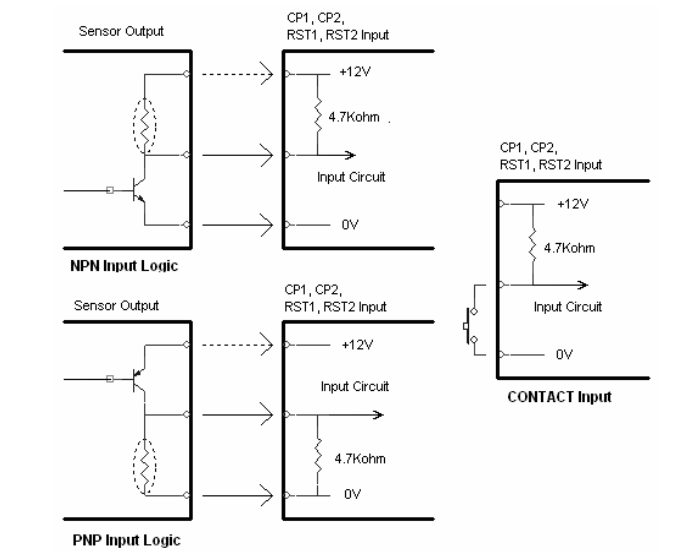 Sensor Output
CP1, CP2,
RST1, RST2 Input
+12V
4.7Kohm .
Input Circuit
0V
NPN Input Logic
CP1, CP2,
RST1, RST2 Input
+12V
4.7Kohm
Input Circuit
0V
CONTACT Input
Sensor Output
CP1, CP2,
RST1, RST2 Input
+12V
Input Circuit
4.7Kohm
0V
PNP Input Logic